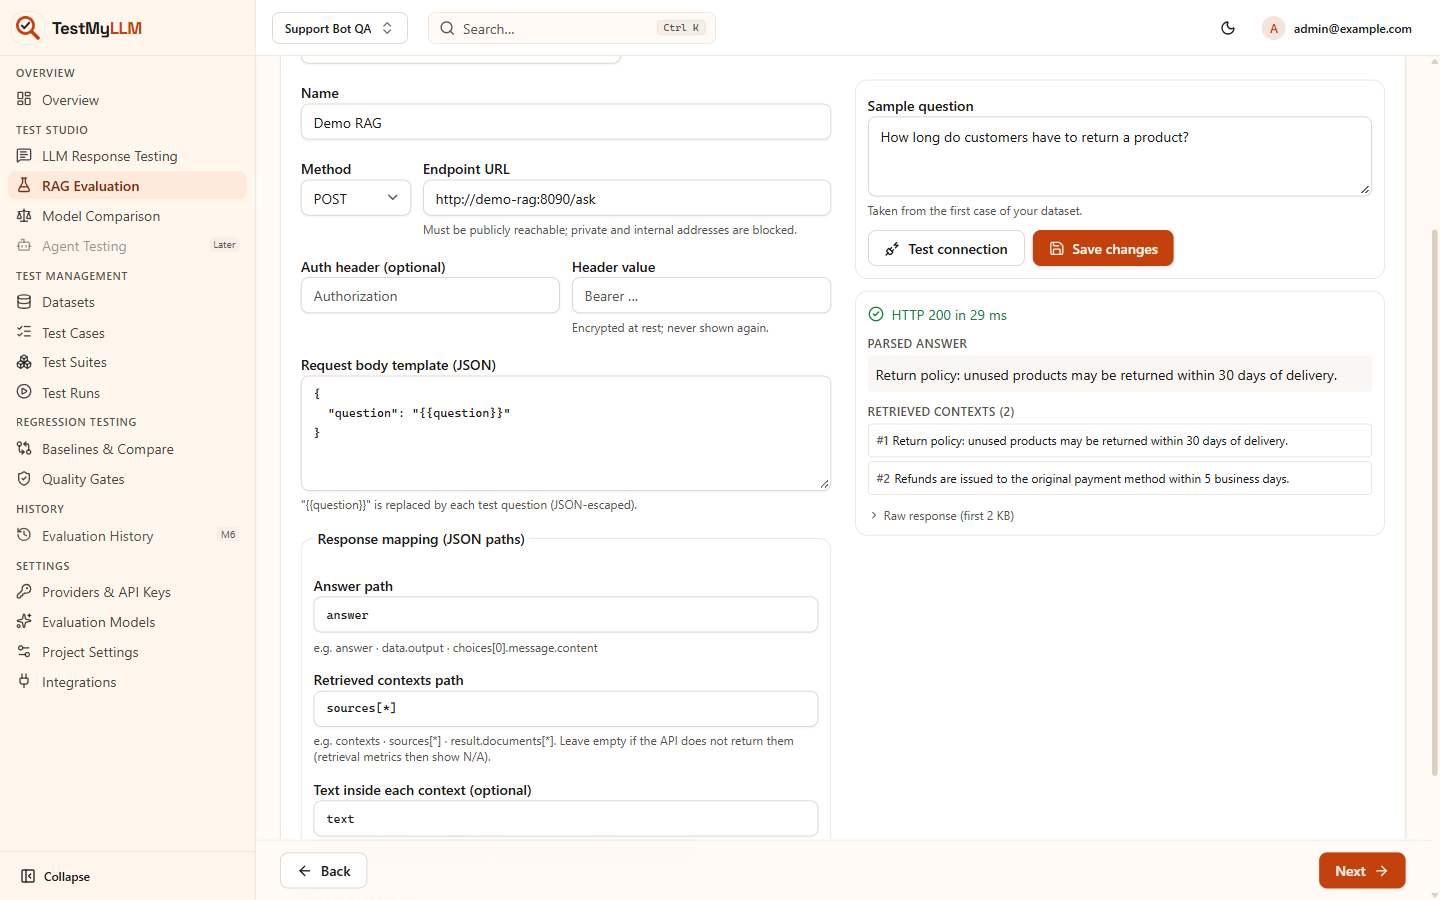 TestMyLLM
Support Bot QA
Search...
Ctrl K
A
admin@example.com
OVERVIEW
Overview
TEST STUDIO
LLM Response Testing
RAG Evaluation
Model Comparison
Agent Testing
Later
TEST MANAGEMENT
Datasets
Test Cases
Test Suites
Test Runs
REGRESSION TESTING
Baselines & Compare
Quality Gates
HISTORY
Evaluation History
M6
SETTINGS
Providers & API Keys
Evaluation Models
Project Settings
Integrations
Collapse
Name
Demo RAG
Method
Endpoint URL
POST
http://demo-rag:8090/ask
Must be publicly reachable; private and internal addresses are blocked.
Auth header (optional)
Header value
Authorization
Bearer ...
Encrypted at rest; never shown again.
Request body template (JSON)
{
"question": "{{question}}"
}
"{{question}}" is replaced by each test question (JSON-escaped).
Response mapping (JSON paths)
Answer path
answer
e.g. answer · data.output · choices[0].message.content
Retrieved contexts path
sources[*]
e.g. contexts · sources[*] · result.documents[*]. Leave empty if the API does not return them
(retrieval metrics then show N/A).
Text inside each context (optional)
text
Sample question
How long do customers have to return a product?
Taken from the first case of your dataset.
Test connection
Save changes
HTTP 200 in 29 ms
PARSED ANSWER
Return policy: unused products may be returned within 30 days of delivery.
RETRIEVED CONTEXTS (2)
#1 Return policy: unused products may be returned within 30 days of delivery.
#2 Refunds are issued to the original payment method within 5 business days.
Raw response (first 2 KB)
Back
Next